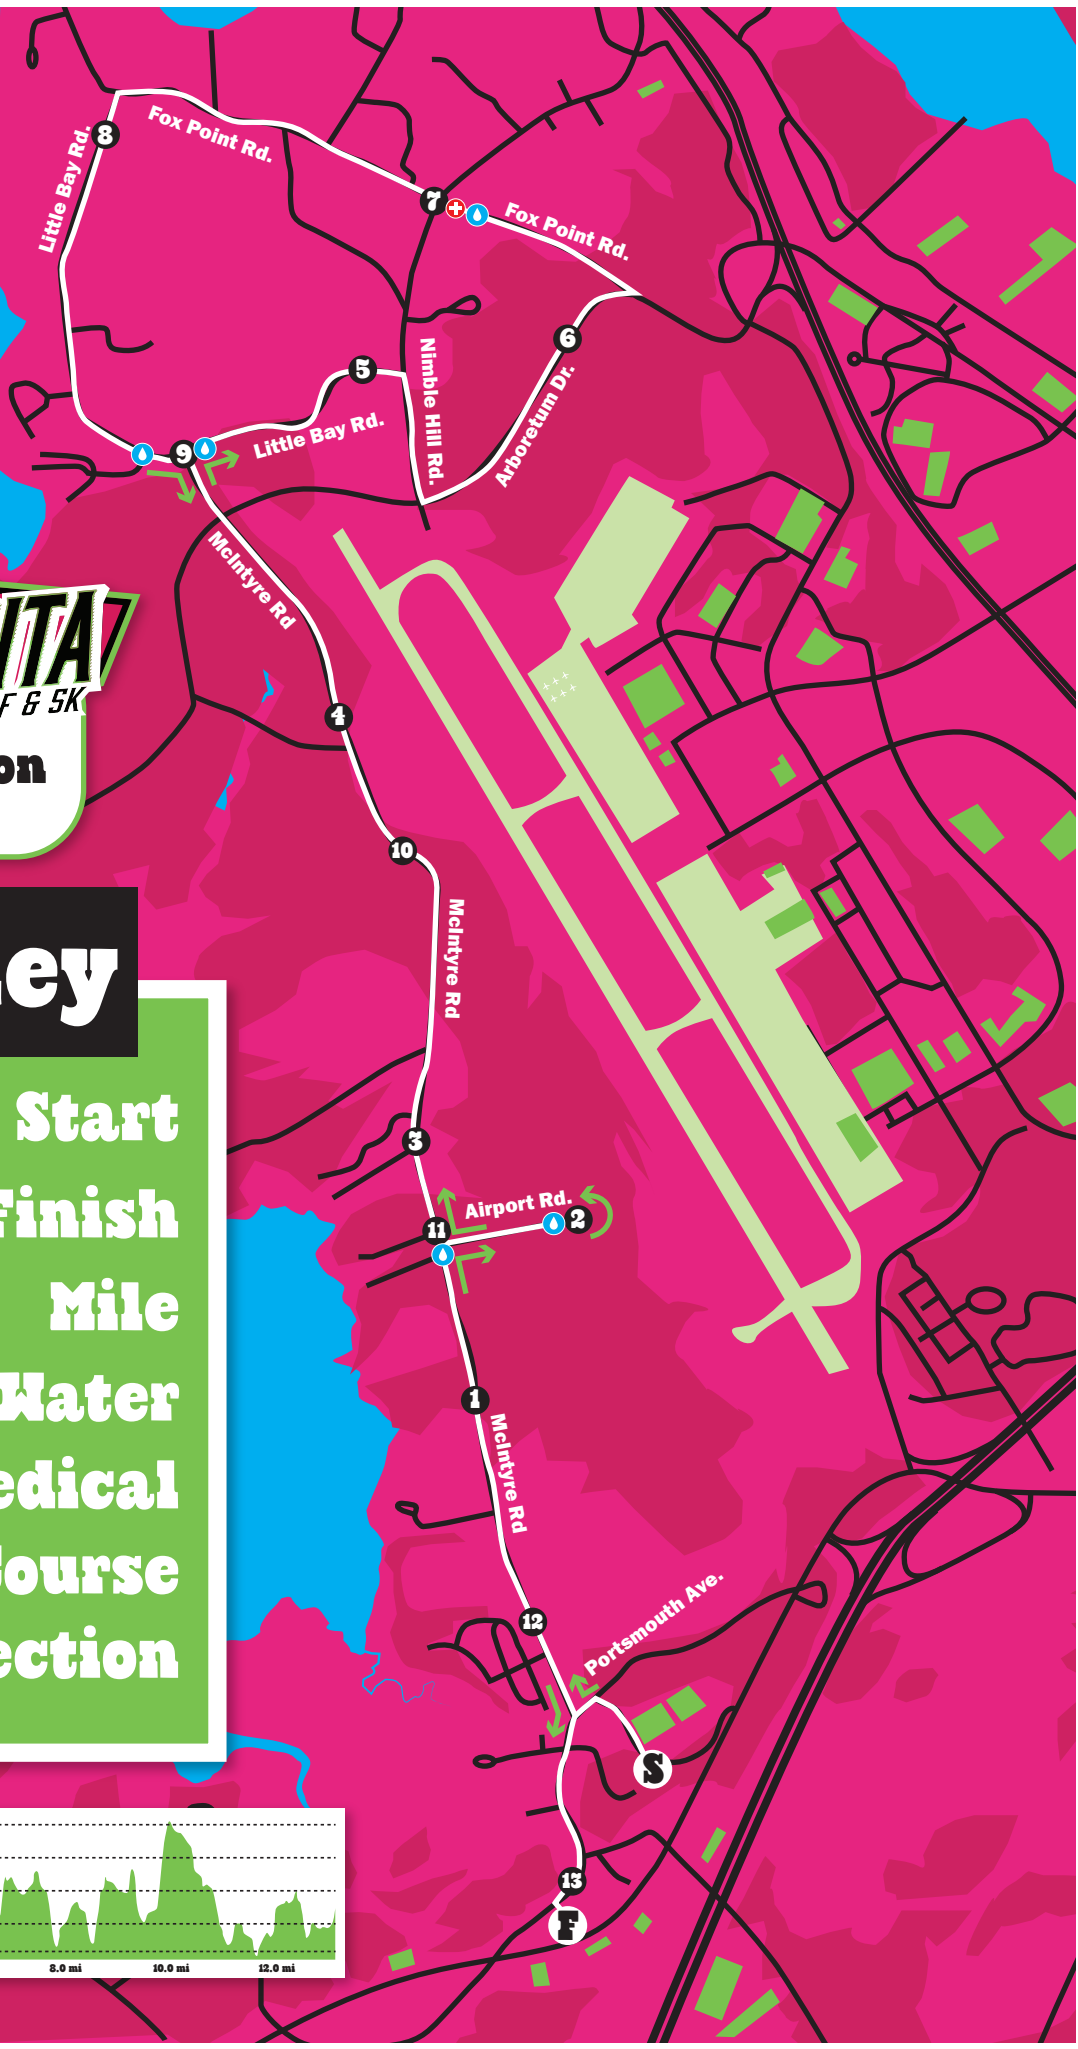 8
Fox Point Rd.
Little Bay Rd.
7
Fox Point Rd.
6
5
Nimble Hill Rd.
Arboretum Dr.
Little Bay Rd.
9
McIntyre Rd
F & SK
on
4
10
McIntyre Rd
ey
Start
Finish
Mile
Water
edical
ourse
ection
3
Airport Rd.
2
11
1
McIntyre Rd
12
Portsmouth Ave.
S
13
F
8.0 mi 10.0 mi 12.0 mi